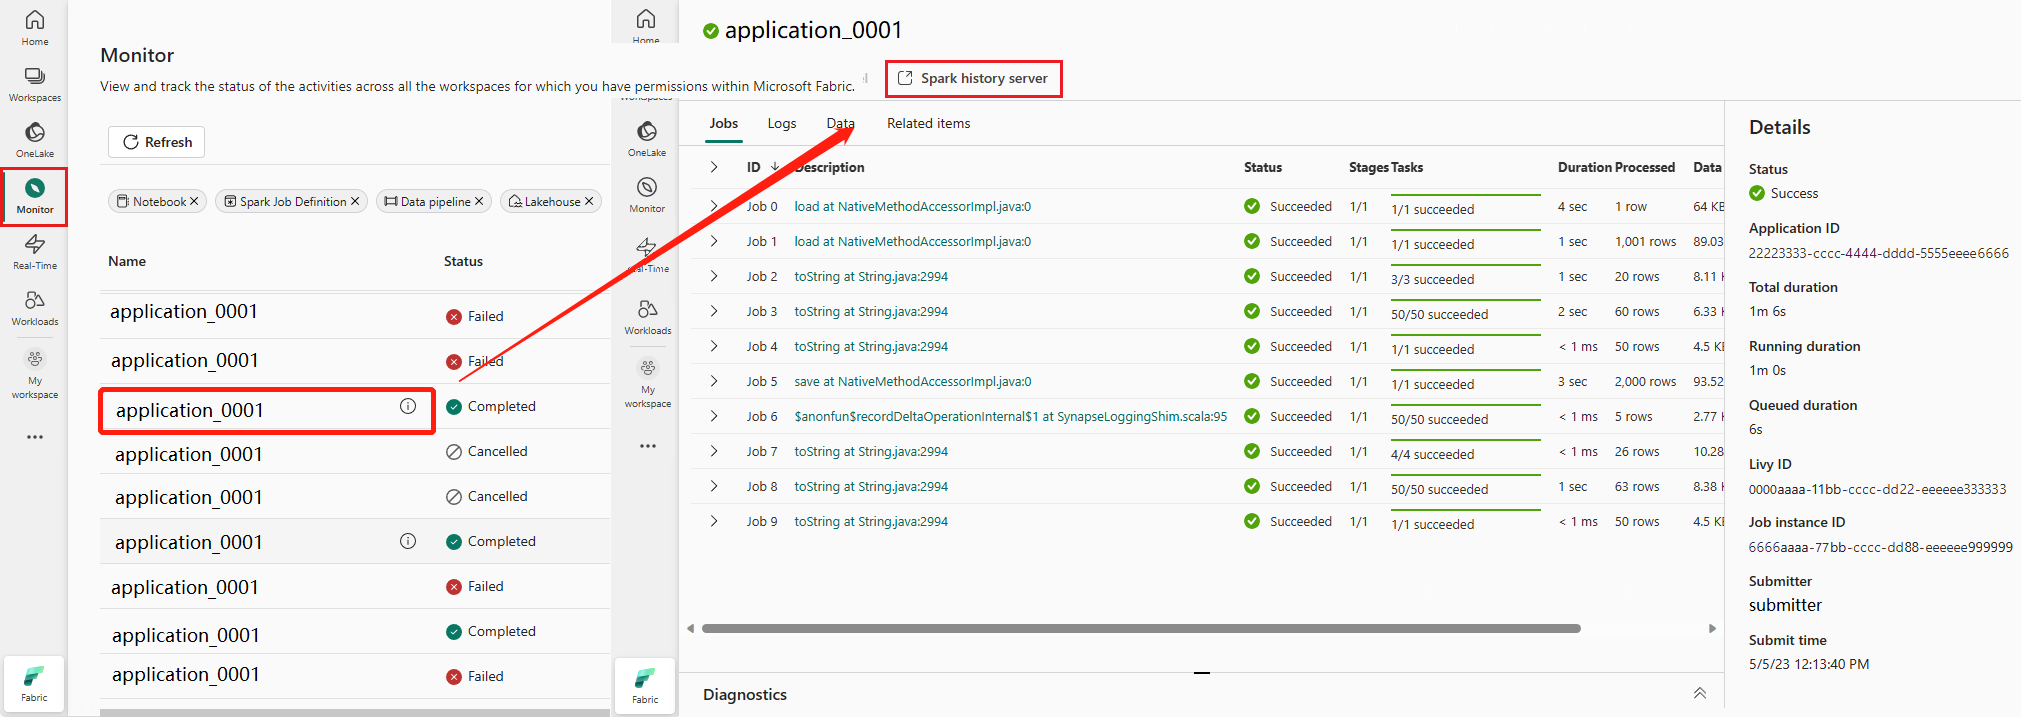 Home
Workspaces
OneLake
Monitor
Real-Time
Workloads
My
workspace
Fabric
Monitor
View and track the status of the activities across all the workspaces for which you have permissions within Microsoft Fabric.
Refresh
Notebook
Spark Job Definition
Data pipeline
Lakehouse
Name Status
application_0001 Failed
application_0001 Failed
application_0001 Completed
application_0001 Cancelled
application_0001 Cancelled
application_0001 Completed
application_0001 Failed
application_0001 Completed
application_0001 Failed
Home
Workspaces
OneLake
Monitor
Real-Time
Workloads
My
workspace
Fabric
application_0001
Spark history server
Jobs Logs Data Related items
ID Description Status Stages Tasks Duration Processed Data
Job 0 load at NativeMethodAccessorImpl.java:0 Succeeded 1/1 1/1 succeeded 4 sec 1 row 64 KB
Job 1 load at NativeMethodAccessorImpl.java:0 Succeeded 1/1 1/1 succeeded 1 sec 1,001 rows 89.03
Job 2 toString at String.java:2994 Succeeded 1/1 3/3 succeeded 1 sec 20 rows 8.11
Job 3 toString at String.java:2994 Succeeded 1/1 50/50 succeeded 2 sec 60 rows 6.33
Job 4 toString at String.java:2994 Succeeded 1/1 1/1 succeeded < 1 ms 50 rows 4.5 KB
Job 5 save at NativeMethodAccessorImpl.java:0 Succeeded 1/1 1/1 succeeded 3 sec 2,000 rows 93.52
Job 6 $anonfun$recordDeltaOperationInternal$1 at SynapseLoggingShim.scala:95 Succeeded 1/1 50/50 succeeded < 1 ms 5 rows 2.77
Job 7 toString at String.java:2994 Succeeded 1/1 4/4 succeeded < 1 ms 26 rows 10.28
Job 8 toString at String.java:2994 Succeeded 1/1 50/50 succeeded 1 sec 63 rows 8.38
Job 9 toString at String.java:2994 Succeeded 1/1 1/1 succeeded < 1 ms 50 rows 4.5 KB
Diagnostics
Details
Status
Success
Application ID
22223333-cccc-4444-dddd-5555eeee6666
Total duration
1m 6s
Running duration
1m 0s
Queued duration
6s
Livy ID
0000aaaa-11bb-cccc-dd22-eeeeee333333
Job instance ID
6666aaaa-77bb-cccc-dd88-eeeeee999999
Submitter
submitter
Submit time
5/5/23 12:13:40 PM